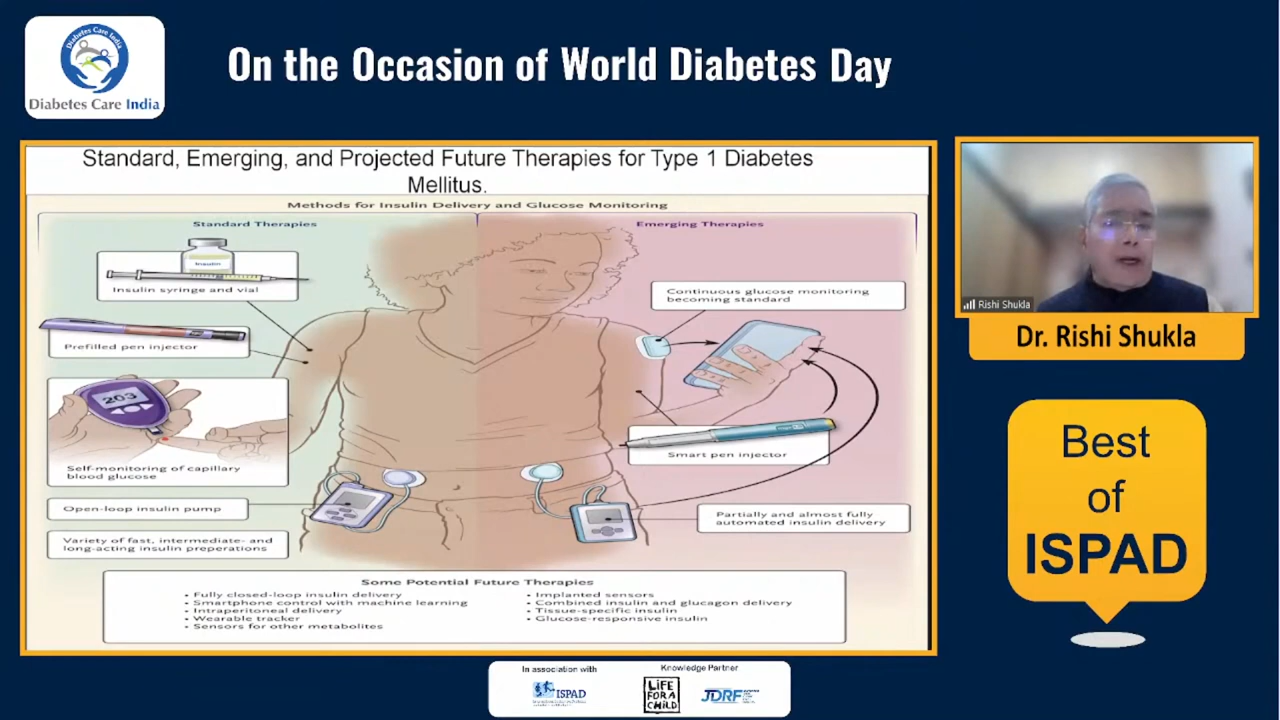 Diabetes Care India
Diabetes Care India
On the Occasion of World Diabetes Day
Standard, Emerging, and Projected Future Therapies for Type 1 Diabetes
Mellitus.
Methods for Insulin Delivery and Glucose Monitoring
Standard Therapies
Emerging Therapies
Insulin
Insulin syringe and vial
Prefilled pen injector
203
Self-monitoring of capillary
blood glucose
Open-loop insulin pump
Variety of fast, intermediate- and
long-acting insulin preperations
Continuous glucose monitoring
becoming standard
Smart pen injector
Partially and almost fully
automated insulin delivery
Some Potential Future Therapies
• Fully closed-loop insulin delivery
• Smartphone control with machine learning
• Intraperitoneal delivery
• Wearable tracker
• Sensors for other metabolites
• Implanted sensors
• Combined insulin and glucagon delivery
• Tissue-specific insulin
• Glucose-responsive insulin
Rishi Shukla
Dr. Rishi Shukla
Best
of
ISPAD
In association with
ISPAD
Knowledge Partner
LiFE
FOR A
CHiLD
JDRF